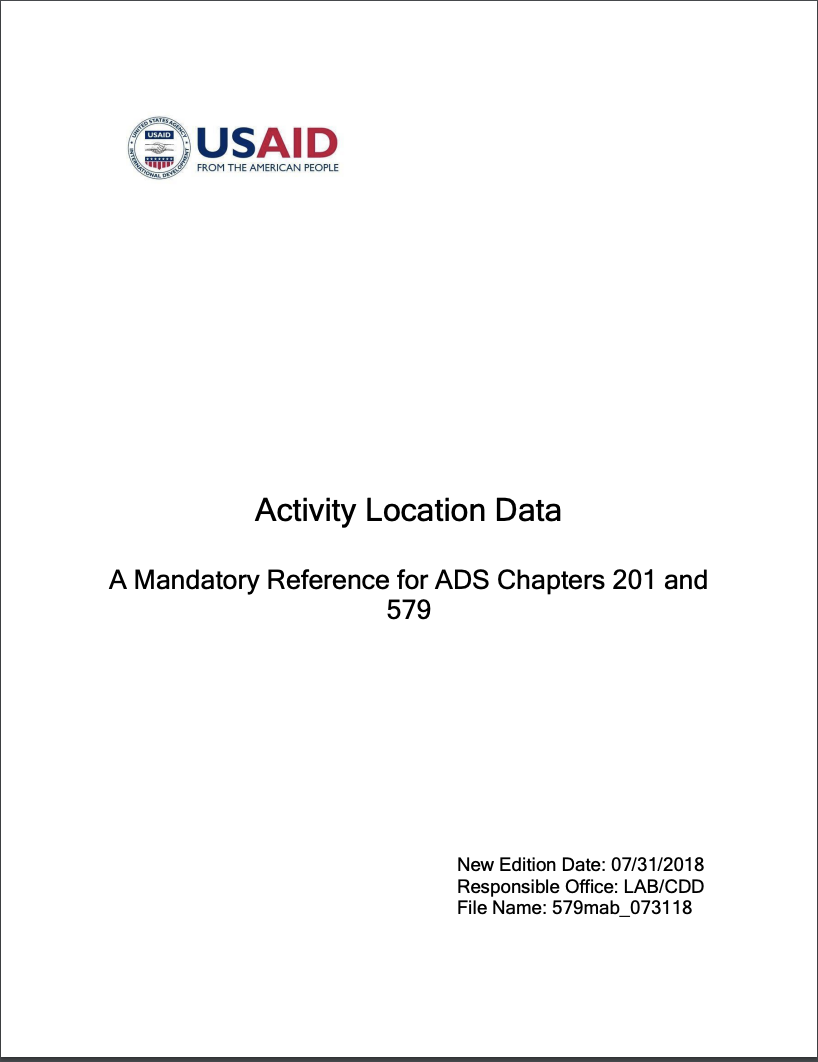 UNITED STATES AGENCY
USAID
INTERNATIONAL DEVELOPMENT
USAID
FROM THE AMERICAN PEOPLE
Activity Location Data
A Mandatory Reference for ADS Chapters 201 and
579
New Edition Date: 07/31/2018
Responsible Office: LAB/CDD
File Name: 579mab_073118